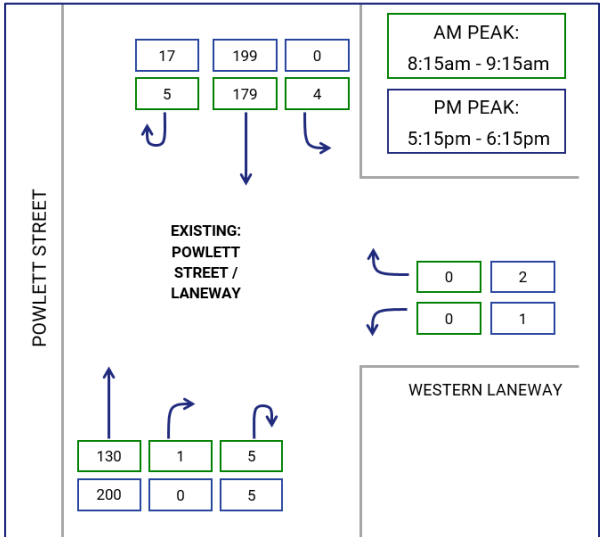 17 199 0
5 179 4
AM PEAK:
8:15am - 9:15am
PM PEAK:
5:15pm - 6:15pm
POWLETT STREET
EXISTING:
POWLETT
STREET /
LANEWAY
0 2
0 1
WESTERN LANEWAY
130 1 5
200 0 5